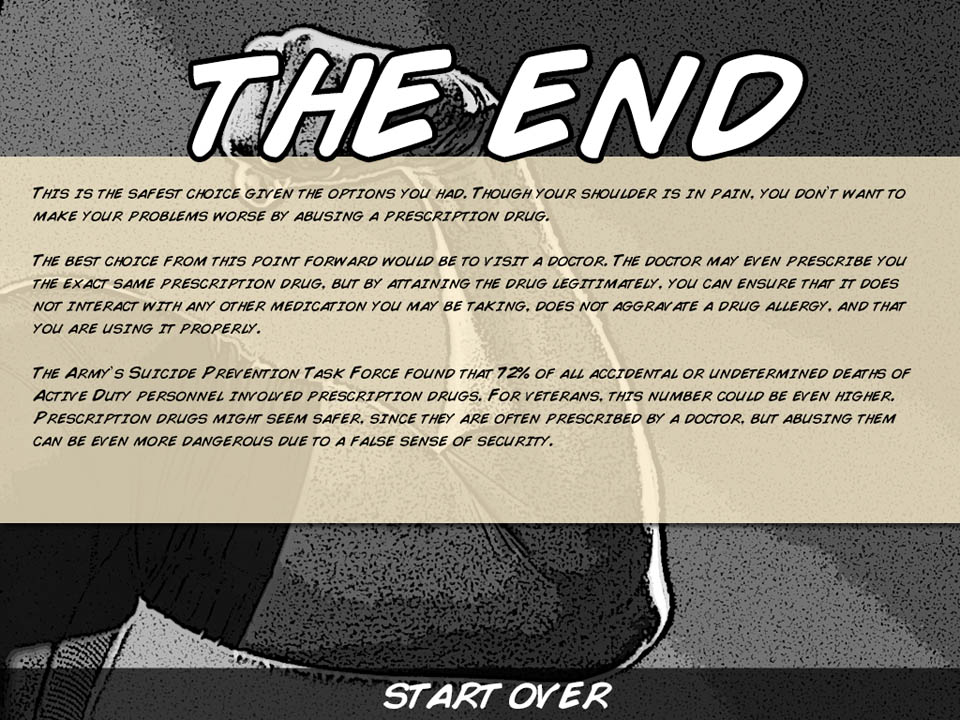 THE END
THIS IS THE SAFEST CHOICE GIVEN THE OPTIONS YOU HAD. THOUGH YOUR SHOULDER IS IN PAIN, YOU DON'T WANT TO
MAKE YOUR PROBLEMS WORSE BY ABUSING A PRESCRIPTION DRUG.
THE BEST CHOICE FROM THIS POINT FORWARD WOULD BE TO VISIT A DOCTOR. THE DOCTOR MAY EVEN PRESCRIBE YOU
THE EXACT SAME PRESCRIPTION DRUG, BUT BY ATTAINING THE DRUG LEGITIMATELY, YOU CAN ENSURE THAT IT DOES
NOT INTERACT WITH ANY OTHER MEDICATION YOU MAY BE TAKING, DOES NOT AGGRAVATE A DRUG ALLERGY, AND THAT
YOU ARE USING IT PROPERLY.
THE ARMY'S SUICIDE PREVENTION TASK FORCE FOUND THAT 72% OF ALL ACCIDENTAL OR UNDETERMINED DEATHS OF
ACTIVE DUTY PERSONNEL INVOLVED PRESCRIPTION DRUGS. FOR VETERANS, THIS NUMBER COULD BE EVEN HIGHER.
PRESCRIPTION DRUGS MIGHT SEEM SAFER, SINCE THEY ARE OFTEN PRESCRIBED BY A DOCTOR, BUT ABUSING THEM
CAN BE EVEN MORE DANGEROUS DUE TO A FALSE SENSE OF SECURITY.
START OVER